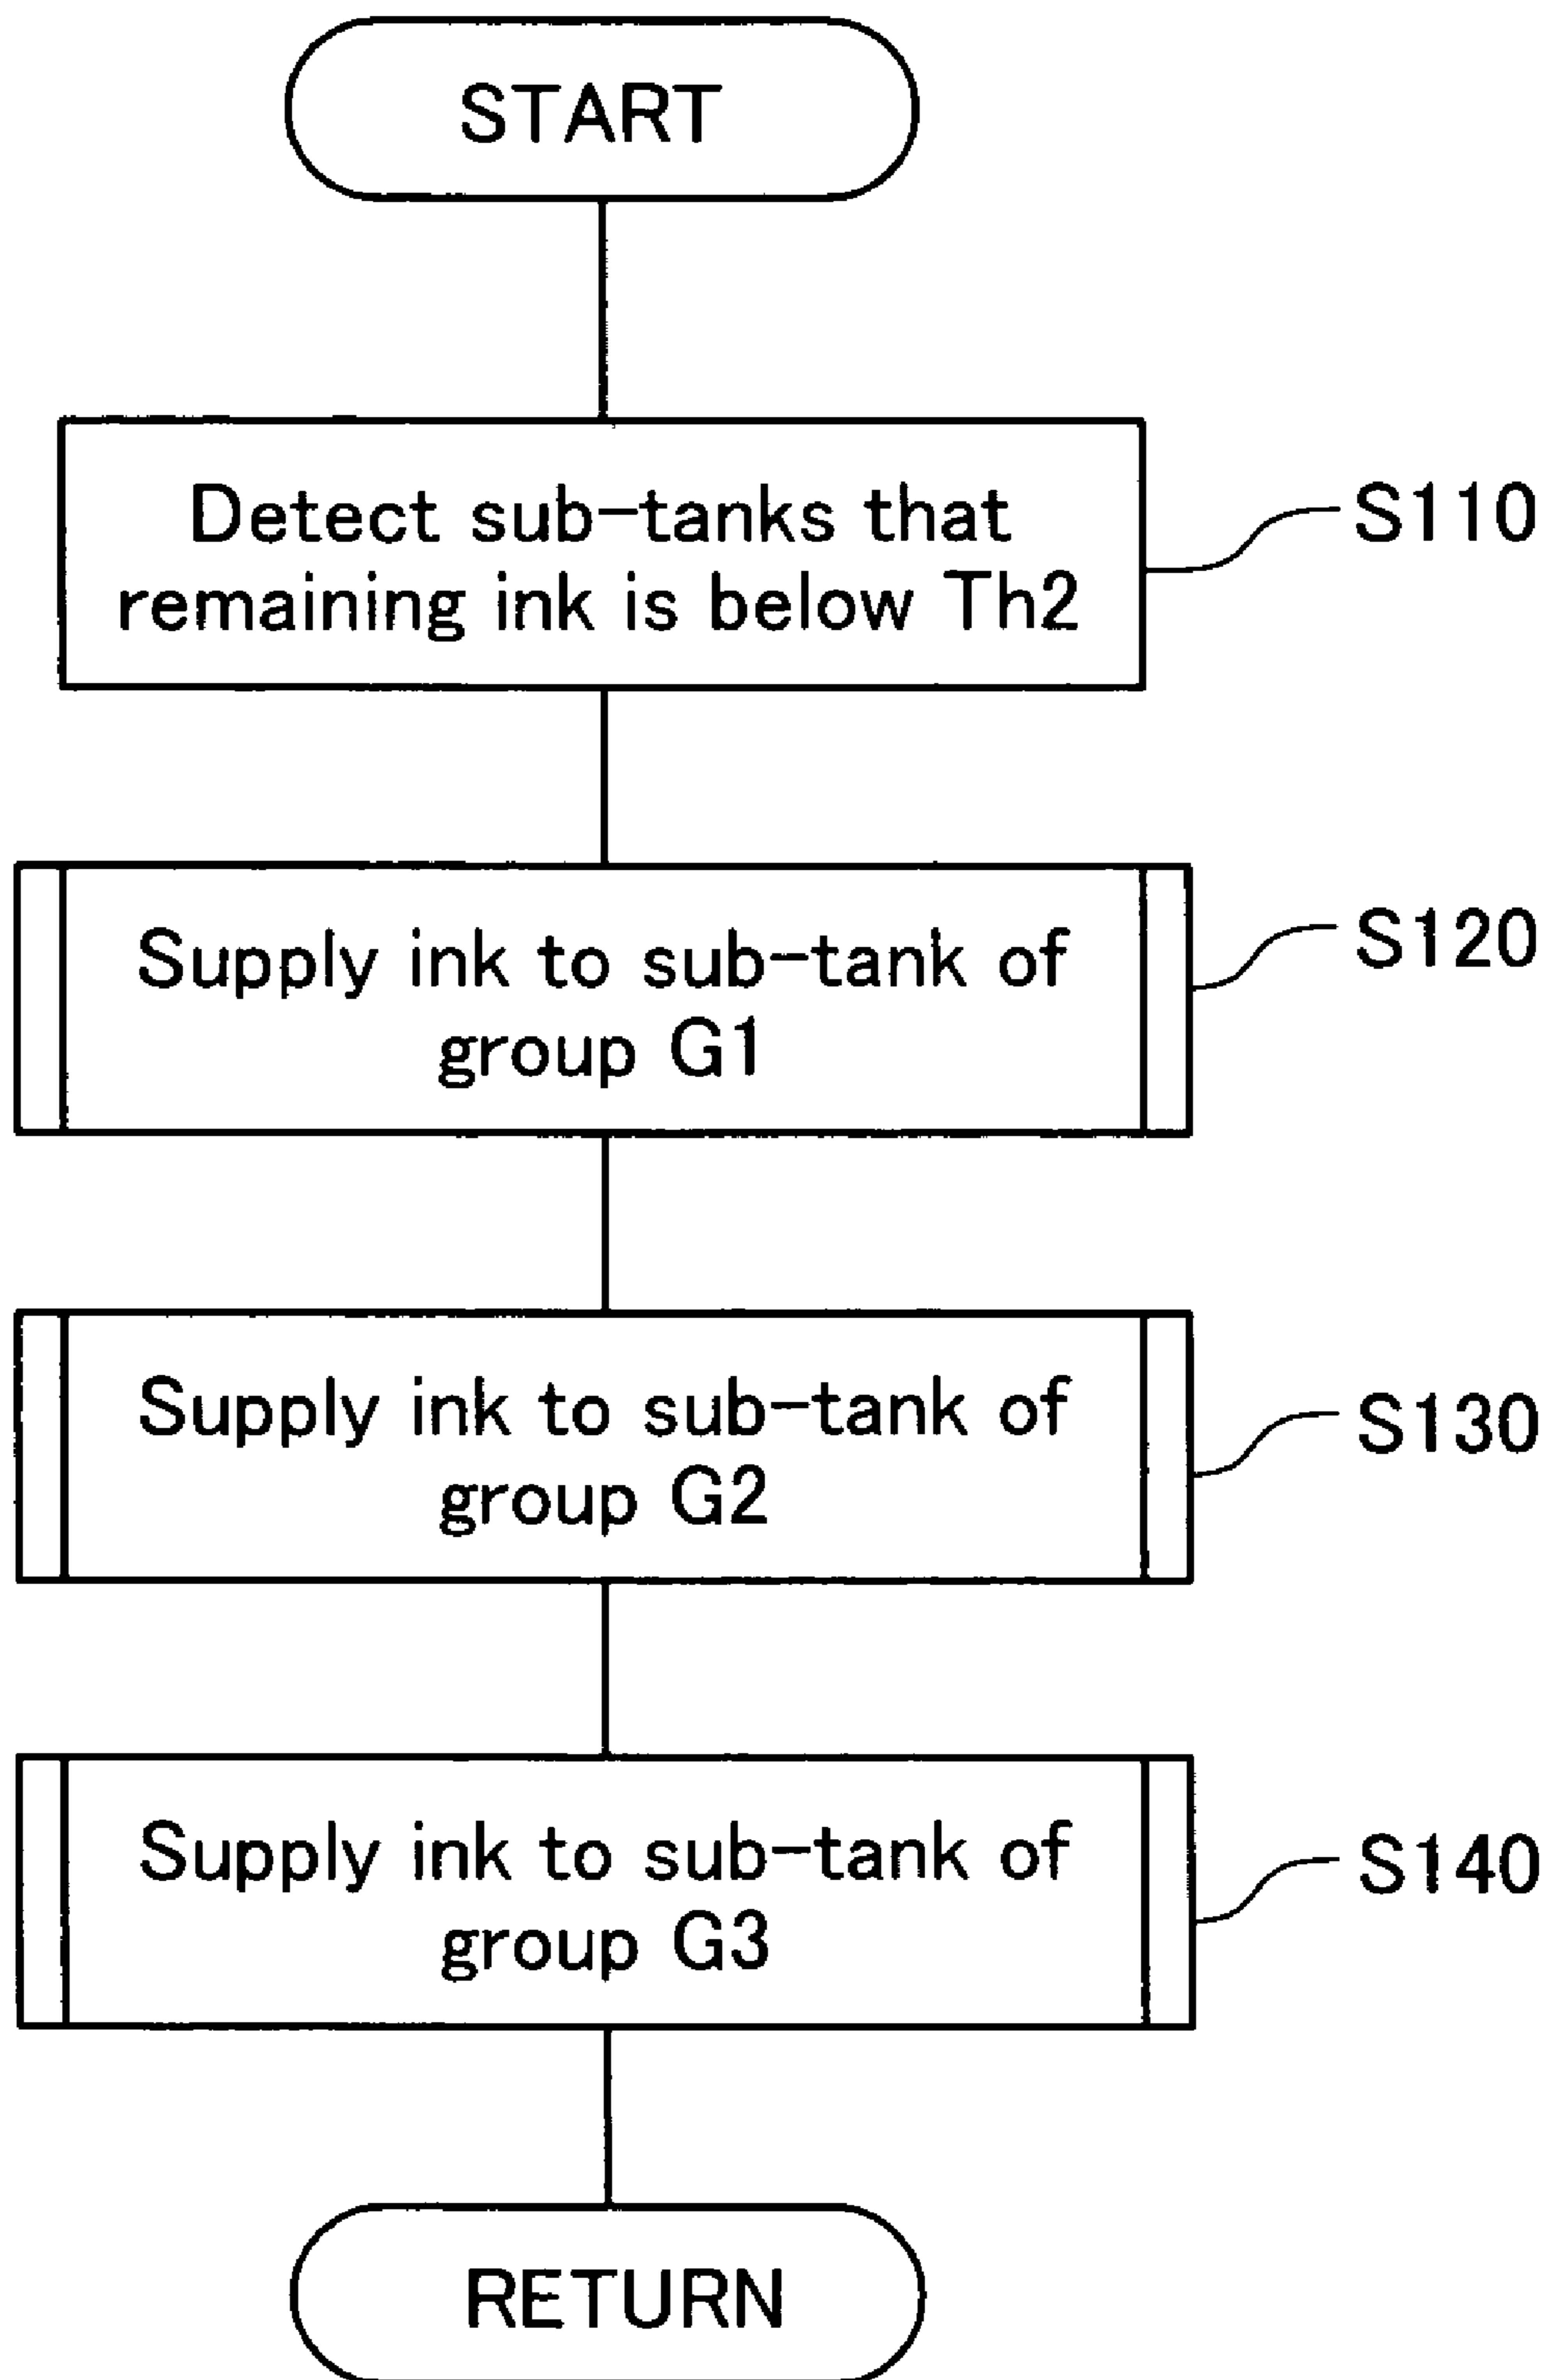 START
Detect sub-tanks that
remaining ink is below Th2
S110
Supply ink to sub-tank of
group G1
S120
Supply ink to sub-tank of
group G2
S130
Supply ink to sub-tank of
group G3
S140
RETURN